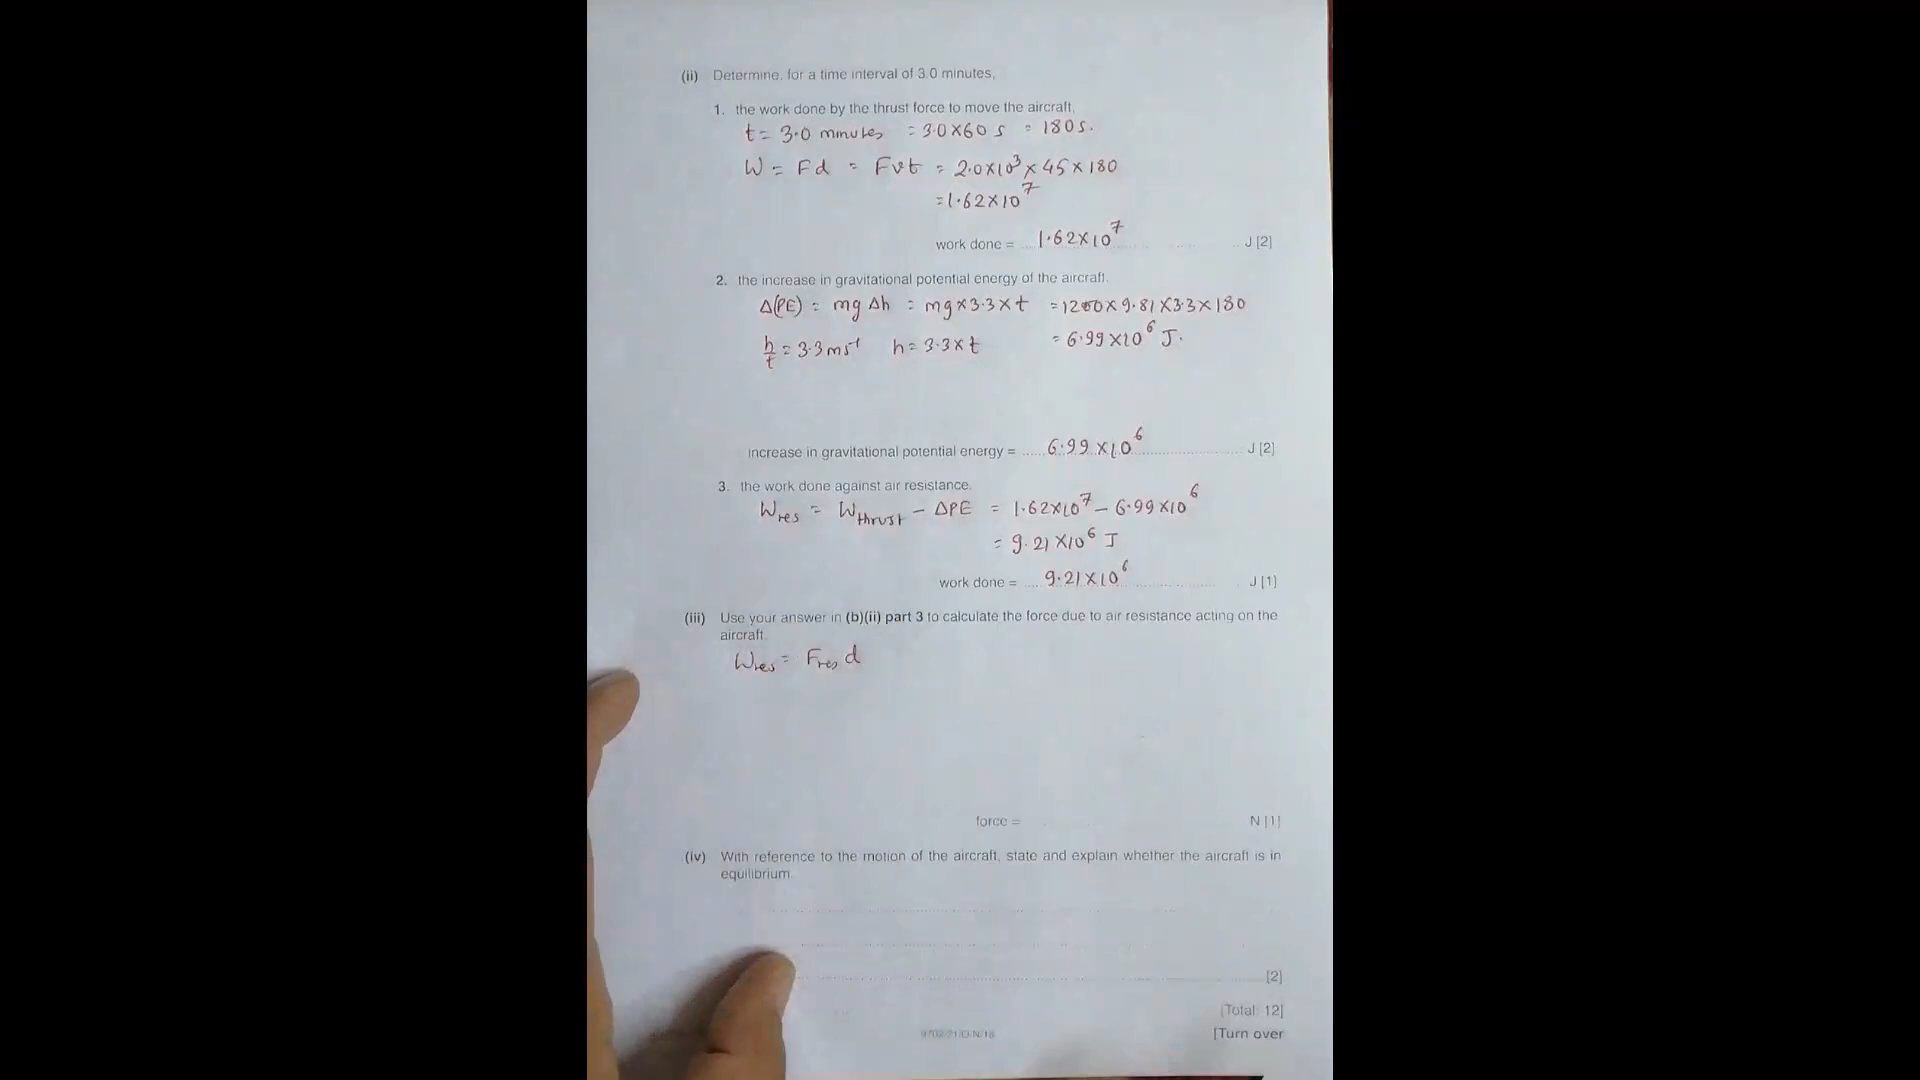 (ii) Determine, for a time interval of 3.0 minutes,
1. the work done by the thrust force to move the aircraft.
t = 3.0 minutes = 3.0×60 s = 180 s.
W = Fd = Fvt = 2.0×10³ × 45 × 180
= 1.62×10⁷
work done = 1.62×10⁷ J [2]
2. the increase in gravitational potential energy of the aircraft.
Δ(PE) = mgΔh = mg×3.3×t = 1200×9.81×3.3×180
h/t = 3.3 ms⁻¹ h = 3.3×t = 6.99×10⁶ J.
increase in gravitational potential energy = 6.99×10⁶ J [2]
3. the work done against air resistance.
Wres = Wthrust − ΔPE = 1.62×10⁷ − 6.99×10⁶
= 9.21×10⁶ J
work done = 9.21×10⁶ J [1]
(iii) Use your answer in (b)(ii) part 3 to calculate the force due to air resistance acting on the
aircraft.
Wres = Fres d
force = N [1]
(iv) With reference to the motion of the aircraft, state and explain whether the aircraft is in
equilibrium.
[2]
[Total: 12]
9702/21/O/N/18 [Turn over